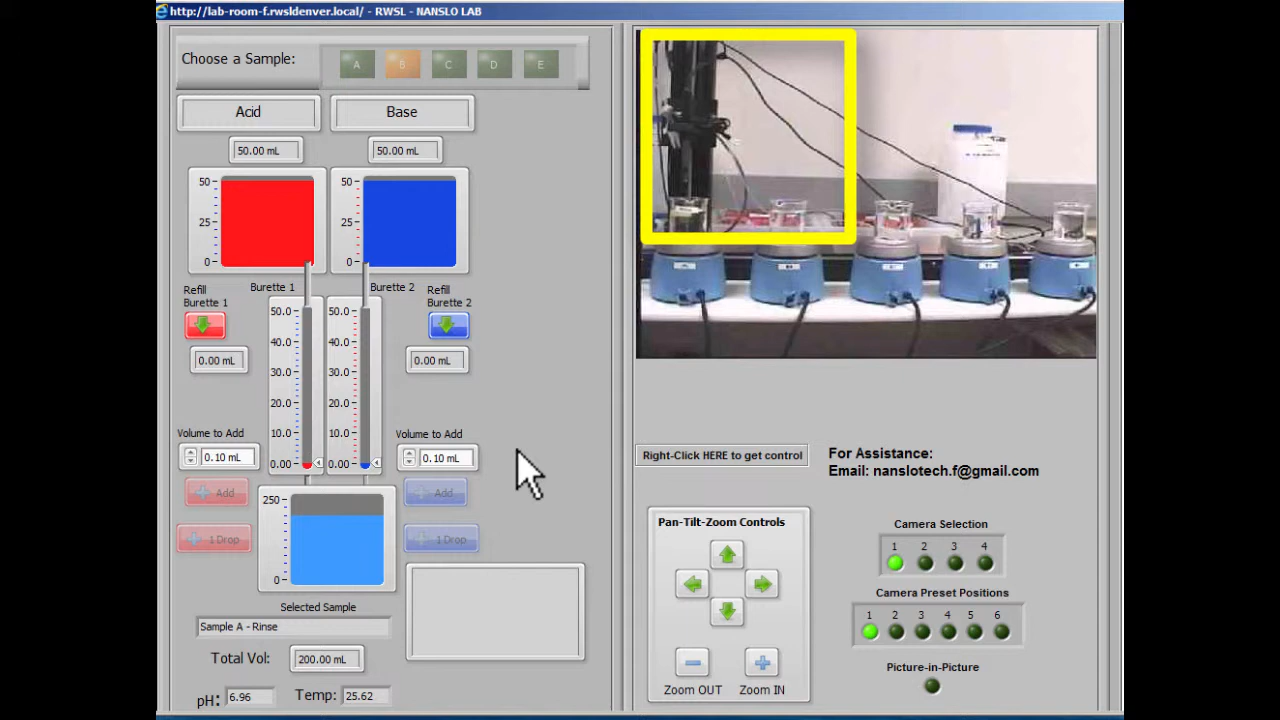 http://lab-room-f.rwsldenver.local/ - RWSL - NANSLO LAB
Choose a Sample:
A B C D E
Acid Base
50.00 mL 50.00 mL
50 50
25 25
0 0
Refill Burette 1
Burette 1 Burette 2
Refill Burette 2
0.00 mL 0.00 mL
50.0 50.0
40.0 40.0
30.0 30.0
20.0 20.0
10.0 10.0
0.00 0.00
Volume to Add Volume to Add
0.10 mL 0.10 mL
Add Add
1 Drop 1 Drop
250
0
Selected Sample
Sample A - Rinse
Total Vol: 200.00 mL
pH: 6.96 Temp: 25.62
Right-Click HERE to get control
For Assistance:
Email: nanslotech.f@gmail.com
Pan-Tilt-Zoom Controls
Zoom OUT Zoom IN
Camera Selection
1 2 3 4
Camera Preset Positions
1 2 3 4 5 6
Picture-in-Picture